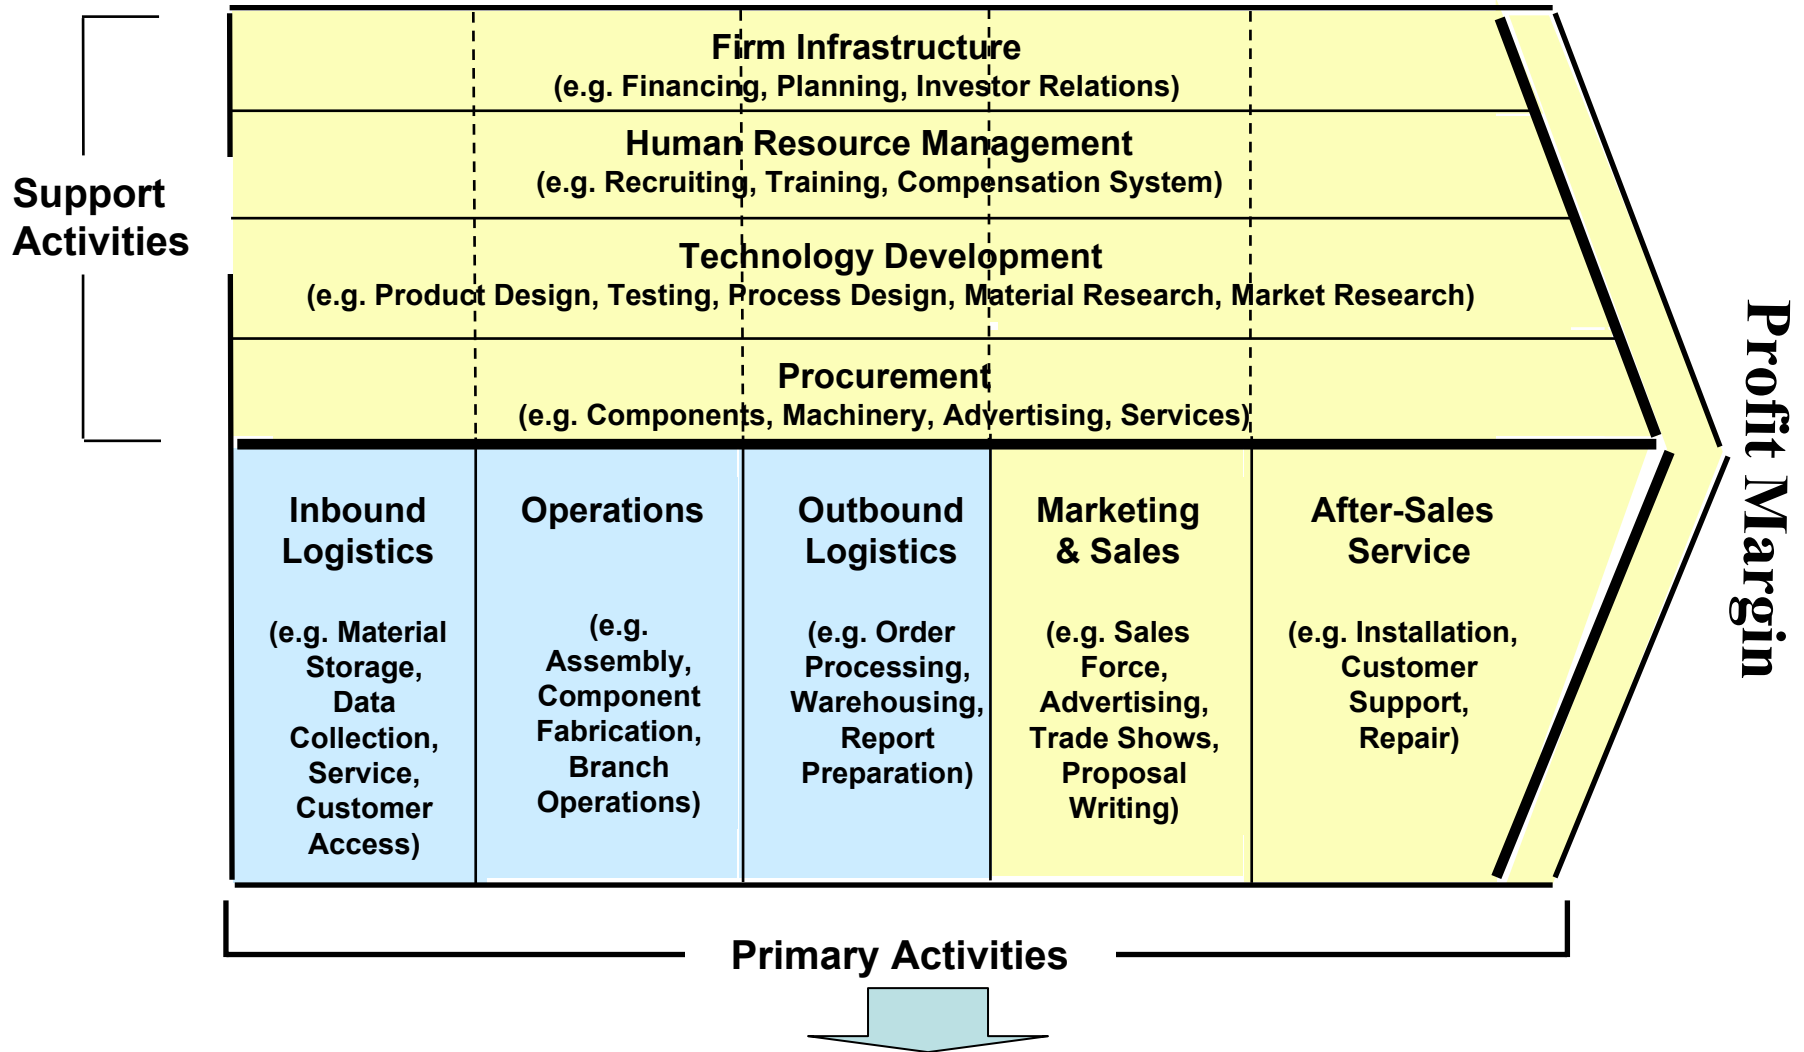 Firm Infrastructure
(e.g. Financing, Planning, Investor Relations)
Human Resource Management
(e.g. Recruiting, Training, Compensation System)
Support
Activities
Technology Development
(e.g. Product Design, Testing, Process Design, Material Research, Market Research)
Procurement
(e.g. Components, Machinery, Advertising, Services)
Inbound
Logistics
(e.g. Material
Storage,
Data
Collection,
Service,
Customer
Access)
Operations
(e.g.
Assembly,
Component
Fabrication,
Branch
Operations)
Outbound
Logistics
(e.g. Order
Processing,
Warehousing,
Report
Preparation)
Marketing
& Sales
(e.g. Sales
Force,
Advertising,
Trade Shows,
Proposal
Writing)
After-Sales
Service
(e.g. Installation,
Customer
Support,
Repair)
Profit Margin
Primary Activities